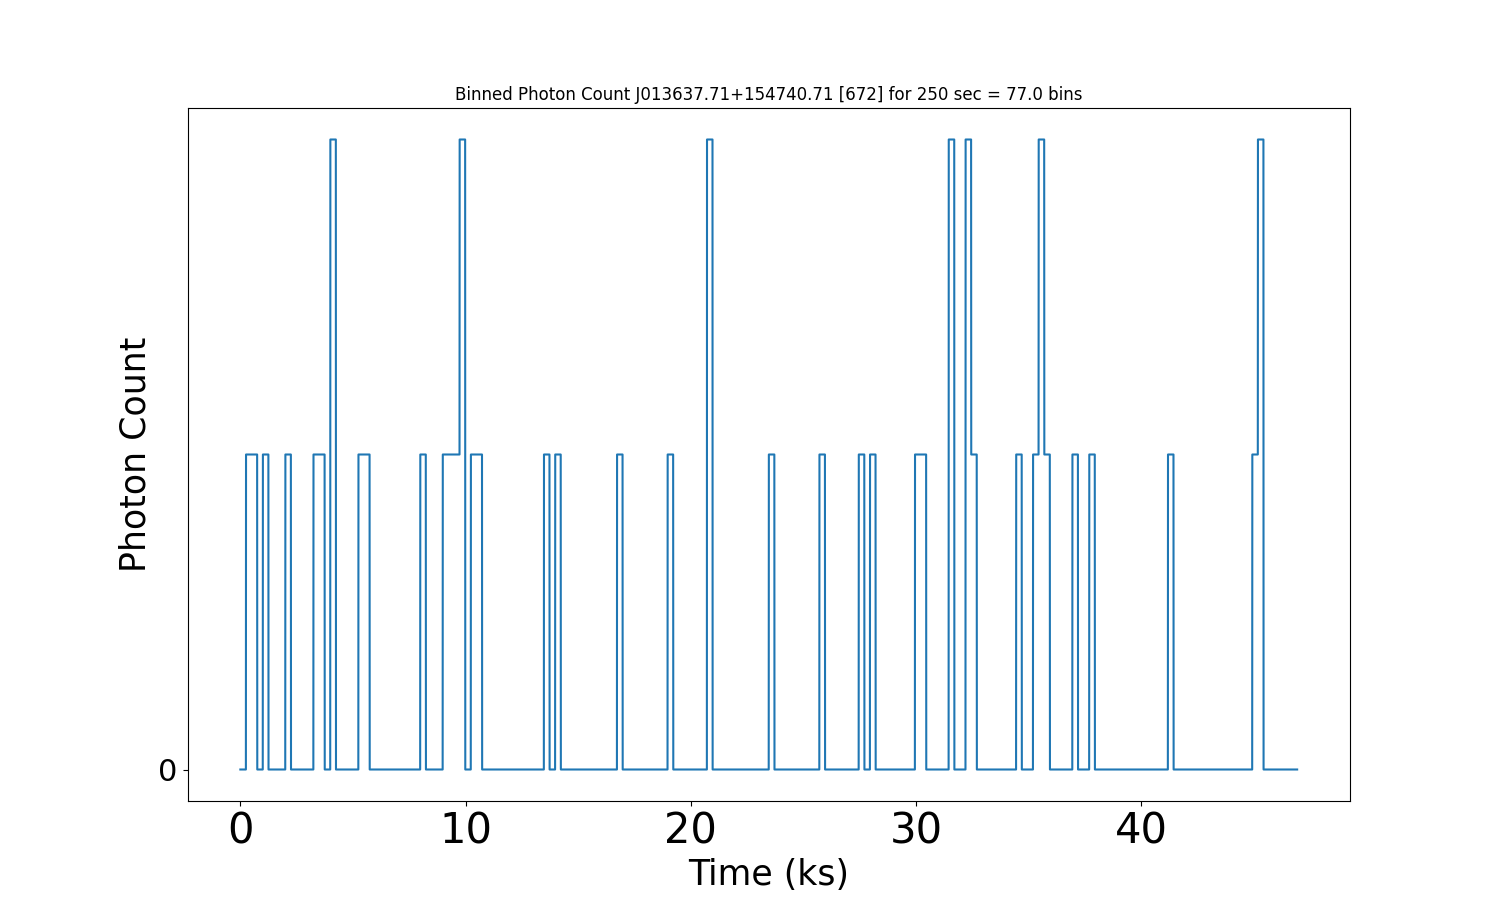 Binned Photon Count J013637.71+154740.71 [672] for 250 sec = 77.0 bins
Photon Count
0
0 10 20 30 40
Time (ks)